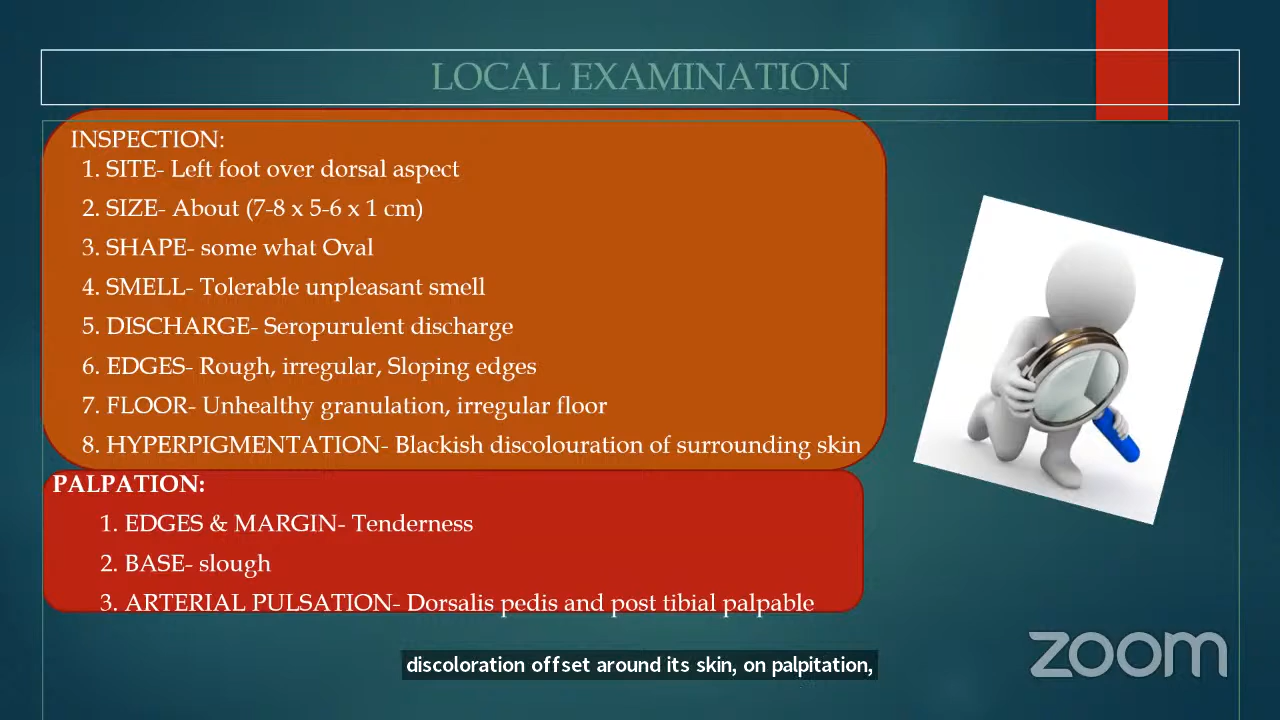 LOCAL EXAMINATION
INSPECTION:
1. SITE- Left foot over dorsal aspect
2. SIZE- About (7-8 x 5-6 x 1 cm)
3. SHAPE- some what Oval
4. SMELL- Tolerable unpleasant smell
5. DISCHARGE- Seropurulent discharge
6. EDGES- Rough, irregular, Sloping edges
7. FLOOR- Unhealthy granulation, irregular floor
8. HYPERPIGMENTATION- Blackish discolouration of surrounding skin
PALPATION:
1. EDGES & MARGIN- Tenderness
2. BASE- slough
3. ARTERIAL PULSATION- Dorsalis pedis and post tibial palpable
discoloration offset around its skin, on palpitation,
zoom